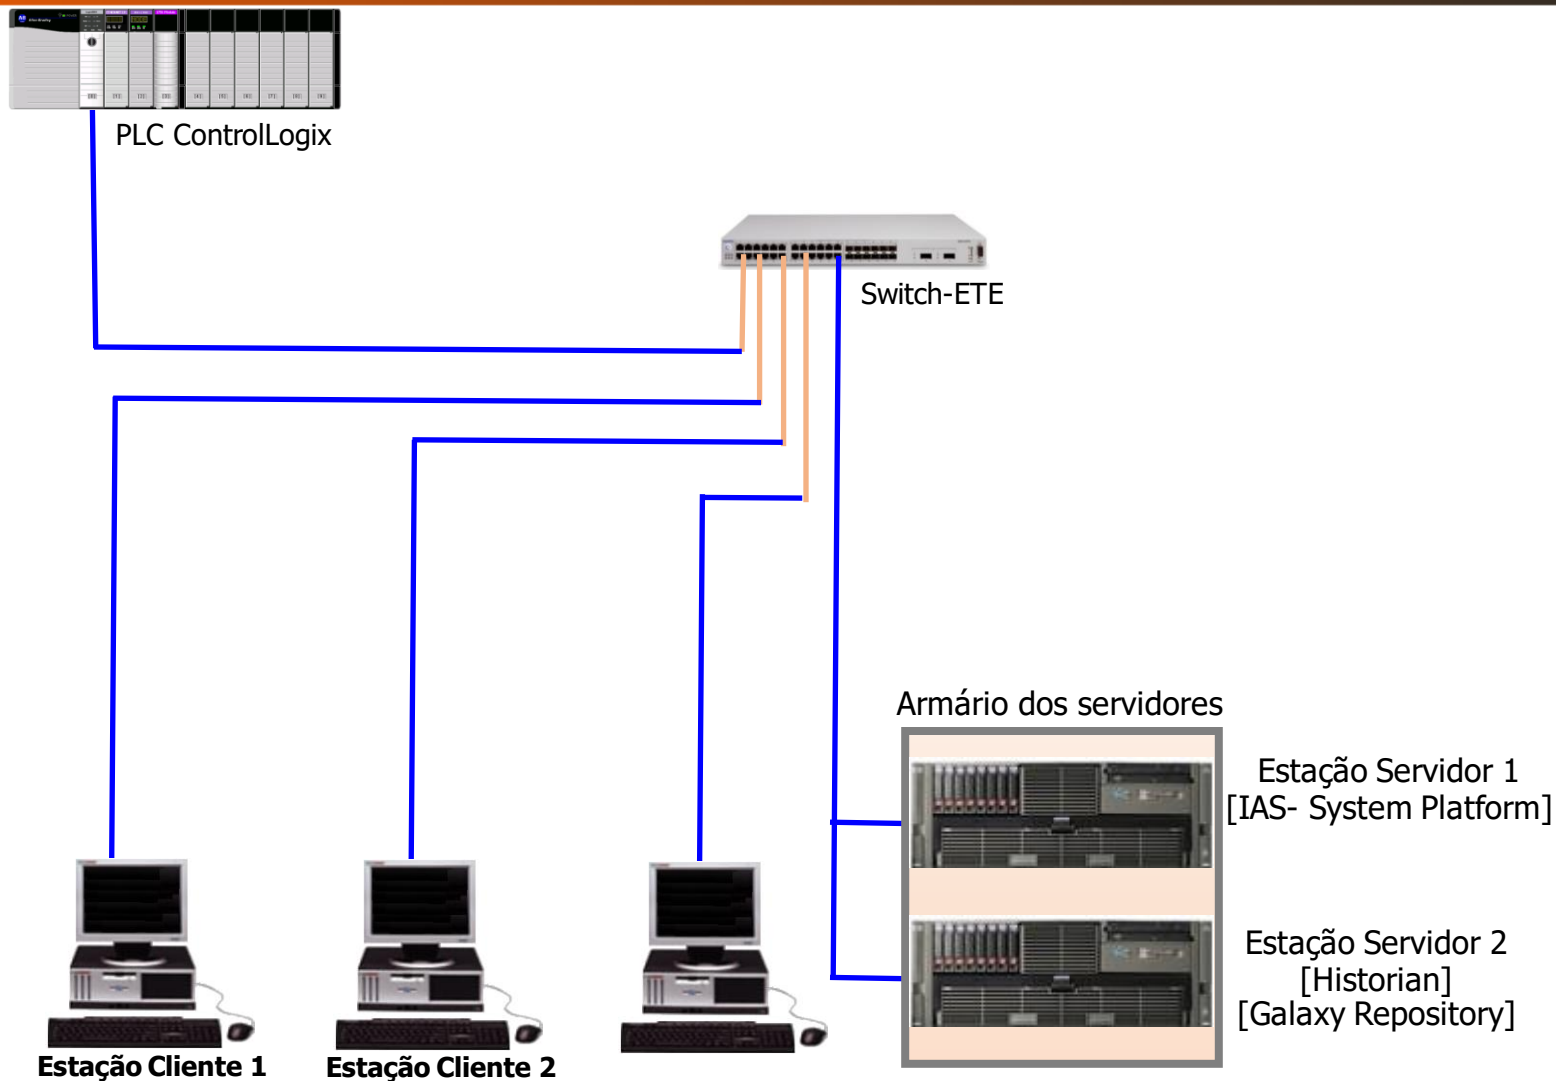 PLC ControlLogix
Switch-ETE
Armário dos servidores
Estação Servidor 1
[IAS- System Platform]
Estação Servidor 2
[Historian]
[Galaxy Repository]
Estação Cliente 1
Estação Cliente 2